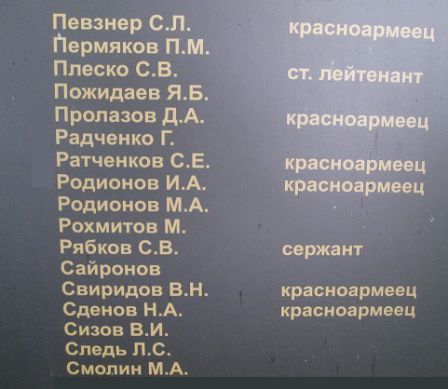 Певзнер С.Л. красноармеец
Пермяков П.М.
Плеско С.В. ст. лейтенант
Пожидаев Я.Б.
Пролазов Д.А. красноармеец
Радченко Г.
Ратченков С.Е. красноармеец
Родионов И.А. красноармеец
Родионов М.А.
Рохмитов М.
Рябков С.В. сержант
Сайронов
Свиридов В.Н. красноармеец
Сденов Н.А. красноармеец
Сизов В.И.
Следь Л.С.
Смолин М.А.